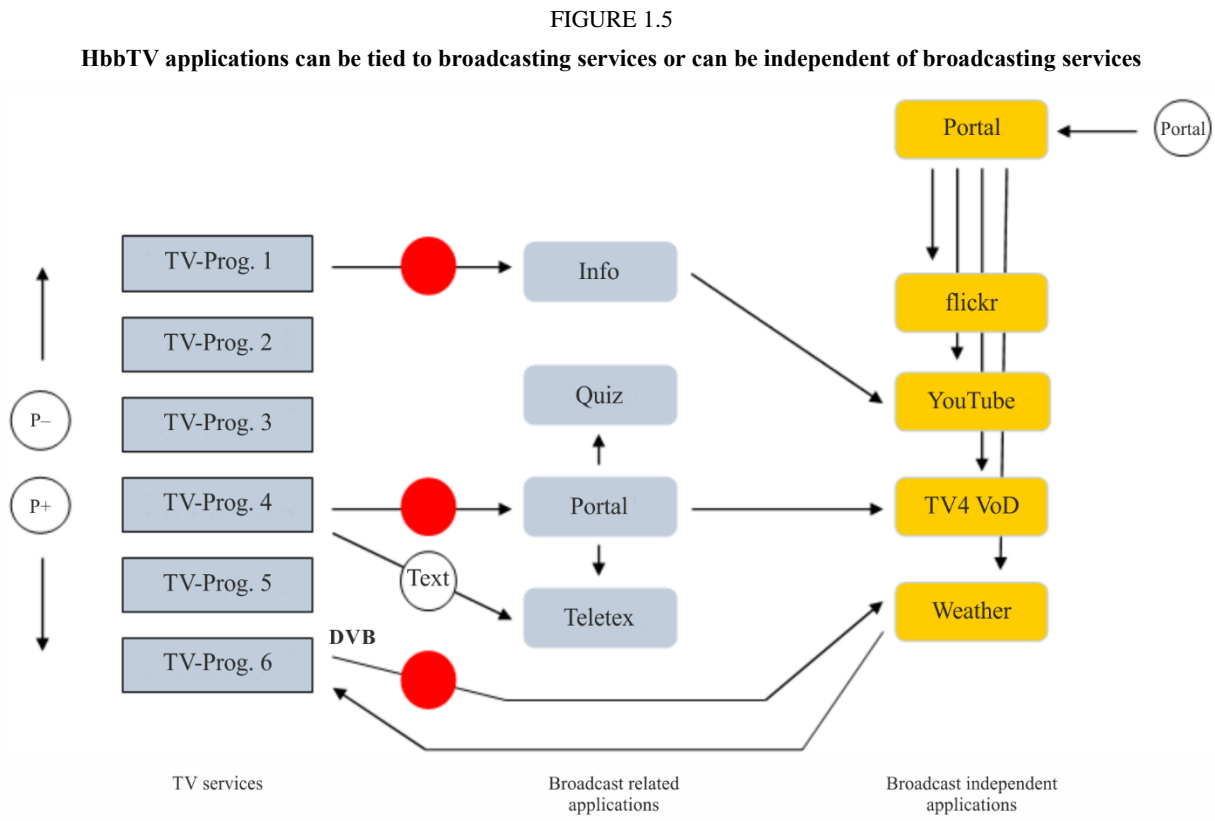 FIGURE 1.5
HbbTV applications can be tied to broadcasting services or can be independent of broadcasting services
Portal
Portal
TV-Prog. 1
Info
flickr
TV-Prog. 2
Quiz
YouTube
P–
TV-Prog. 3
P+
TV-Prog. 4
Portal
TV4 VoD
Text
TV-Prog. 5
Teletex
Weather
DVB
TV-Prog. 6
TV services
Broadcast related
applications
Broadcast independent
applications